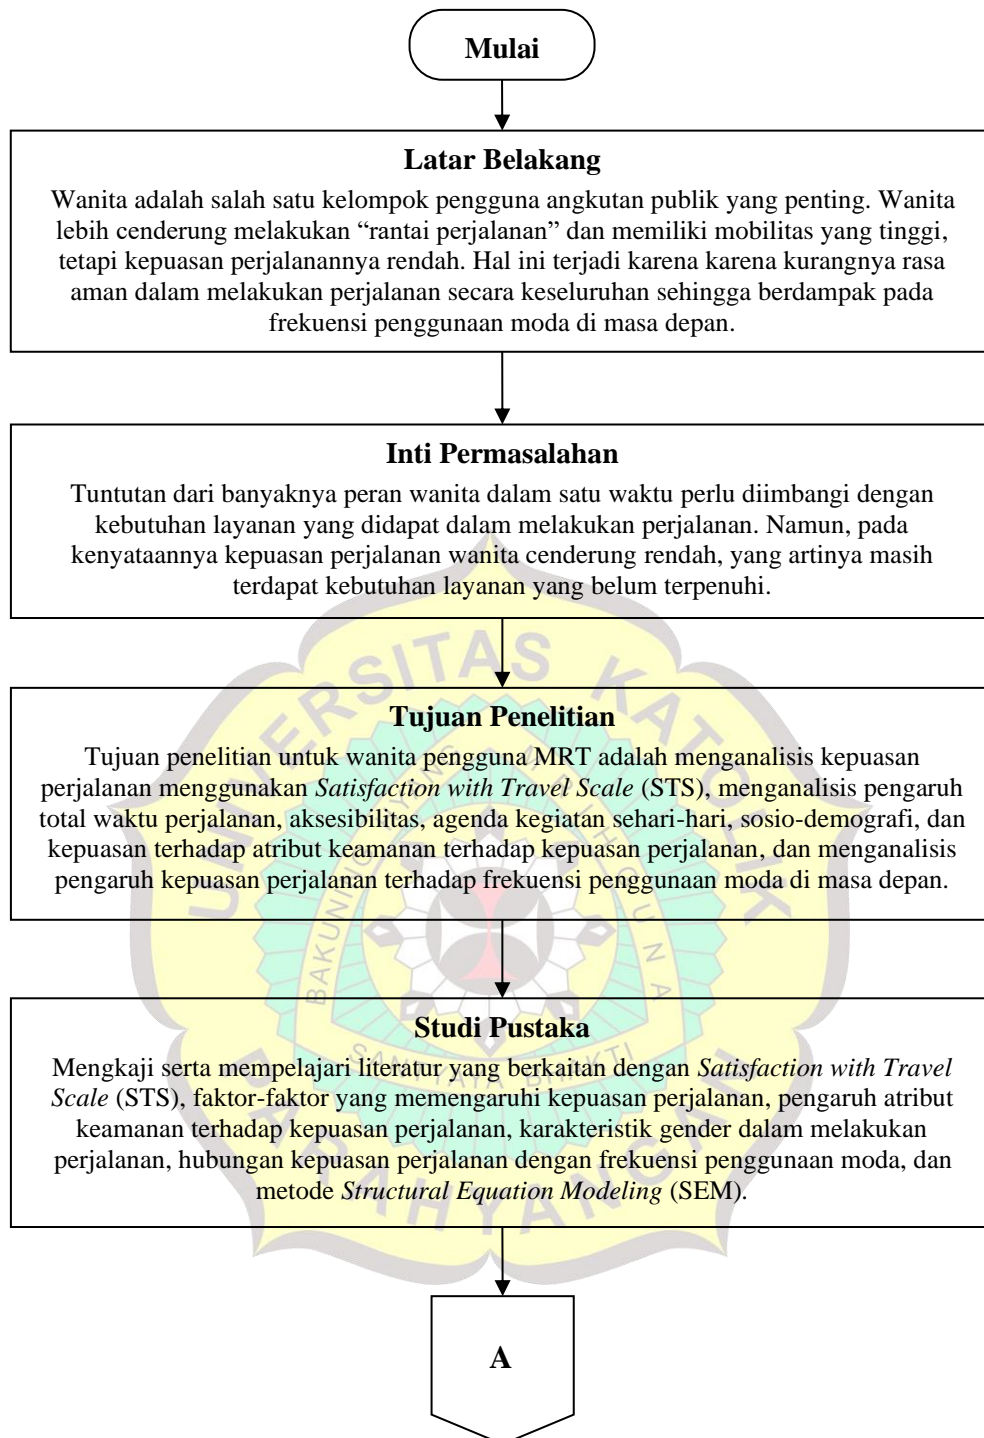 Mulai
Latar Belakang
Wanita adalah salah satu kelompok pengguna angkutan publik yang penting. Wanita
lebih cenderung melakukan “rantai perjalanan” dan memiliki mobilitas yang tinggi,
tetapi kepuasan perjalanannya rendah. Hal ini terjadi karena karena kurangnya rasa
aman dalam melakukan perjalanan secara keseluruhan sehingga berdampak pada
frekuensi penggunaan moda di masa depan.
Inti Permasalahan
Tuntutan dari banyaknya peran wanita dalam satu waktu perlu diimbangi dengan
kebutuhan layanan yang didapat dalam melakukan perjalanan. Namun, pada
kenyataannya kepuasan perjalanan wanita cenderung rendah, yang artinya masih
terdapat kebutuhan layanan yang belum terpenuhi.
Tujuan Penelitian
Tujuan penelitian untuk wanita pengguna MRT adalah menganalisis kepuasan
perjalanan menggunakan Satisfaction with Travel Scale (STS), menganalisis pengaruh
total waktu perjalanan, aksesibilitas, agenda kegiatan sehari-hari, sosio-demografi, dan
kepuasan terhadap atribut keamanan terhadap kepuasan perjalanan, dan menganalisis
pengaruh kepuasan perjalanan terhadap frekuensi penggunaan moda di masa depan.
Studi Pustaka
Mengkaji serta mempelajari literatur yang berkaitan dengan Satisfaction with Travel
Scale (STS), faktor-faktor yang memengaruhi kepuasan perjalanan, pengaruh atribut
keamanan terhadap kepuasan perjalanan, karakteristik gender dalam melakukan
perjalanan, hubungan kepuasan perjalanan dengan frekuensi penggunaan moda, dan
metode Structural Equation Modeling (SEM).
A
UNIVERSITAS KATOLIK
PARAHYANGAN